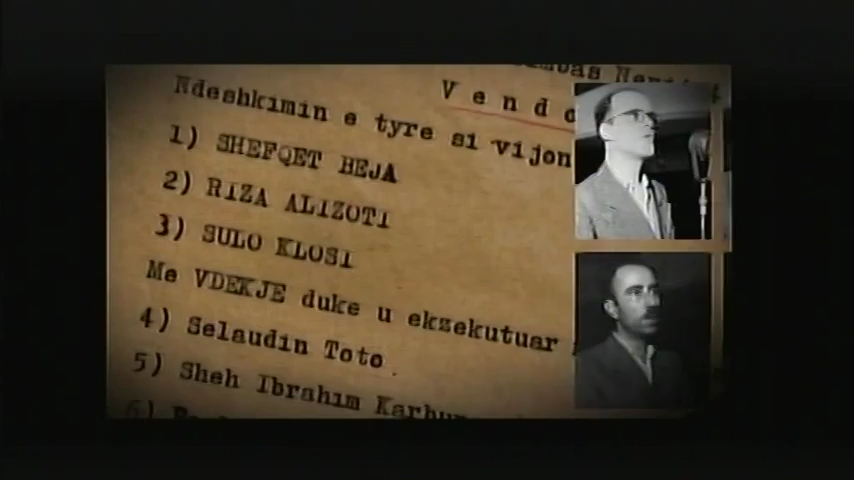 Vend
Ndeshkimin e tyre si vijon
1) SHEFQET BEJA
2) RIZA ALIZOTI
3) SULO KLOSI
Me VDEKJE duke u ekzekutuar
4) Selaudin Toto
5) Sheh Ibrahim
6)